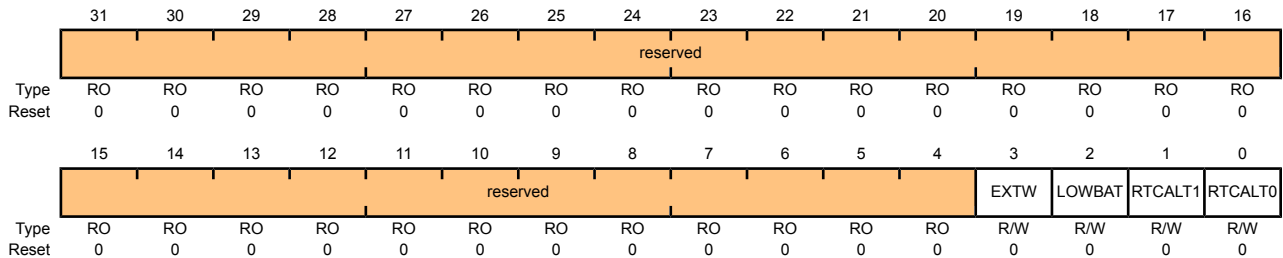 31 30 29 28 27 26 25 24 23 22 21 20 19 18 17 16
reserved
Type RO RO RO RO RO RO RO RO RO RO RO RO RO RO RO RO
Reset 0 0 0 0 0 0 0 0 0 0 0 0 0 0 0 0
15 14 13 12 11 10 9 8 7 6 5 4 3 2 1 0
reserved EXTW LOWBAT RTCALT1 RTCALT0
Type RO RO RO RO RO RO RO RO RO RO RO RO R/W R/W R/W R/W
Reset 0 0 0 0 0 0 0 0 0 0 0 0 0 0 0 0